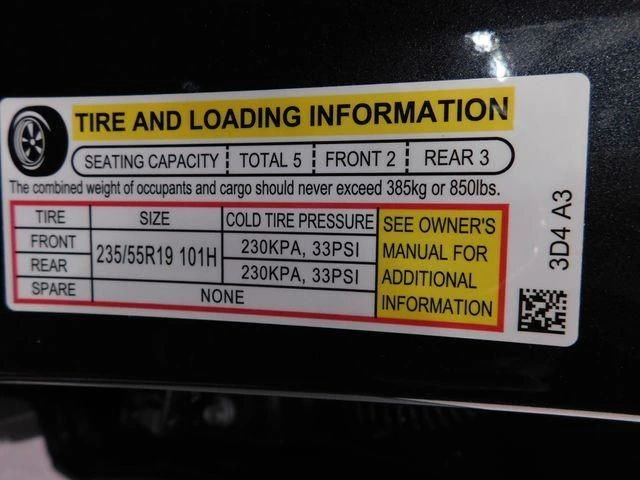 TIRE AND LOADING INFORMATION
SEATING CAPACITY TOTAL 5 FRONT 2 REAR 3
The combined weight of occupants and cargo should never exceed 385kg or 850lbs.
TIRE SIZE COLD TIRE PRESSURE
FRONT 235/55R19 101H 230KPA, 33PSI
REAR 230KPA, 33PSI
SPARE NONE
SEE OWNER'S
MANUAL FOR
ADDITIONAL
INFORMATION
3D4 A3